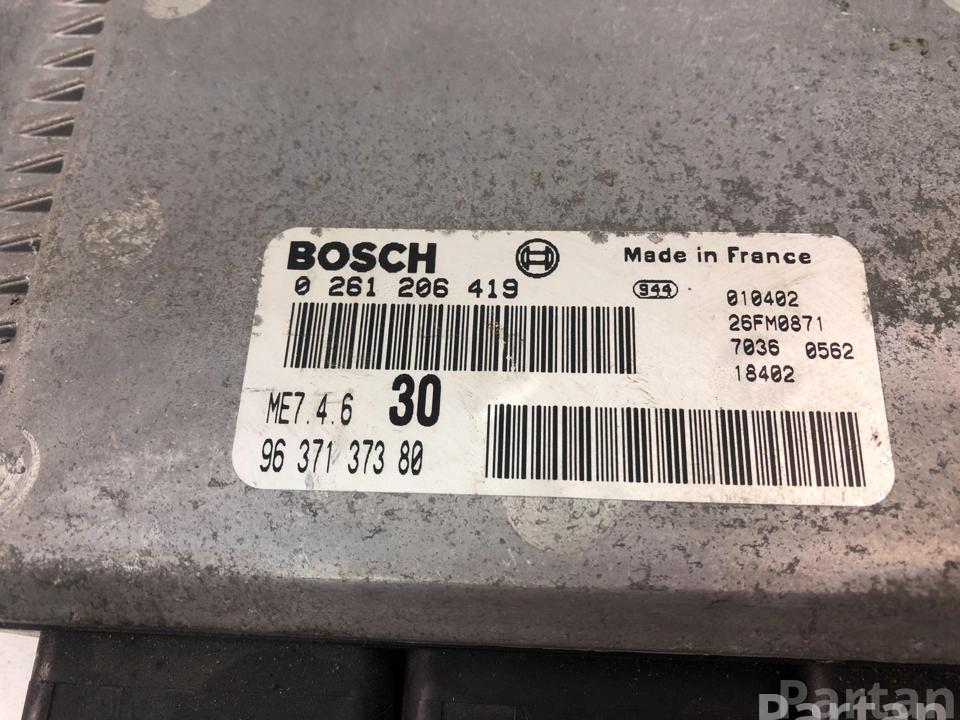 BOSCH
Made in France
0 261 206 419
944
010402
26FM0871
7036 0562
18402
ME7.4.6 30
96 371 373 80
Partan
Partan